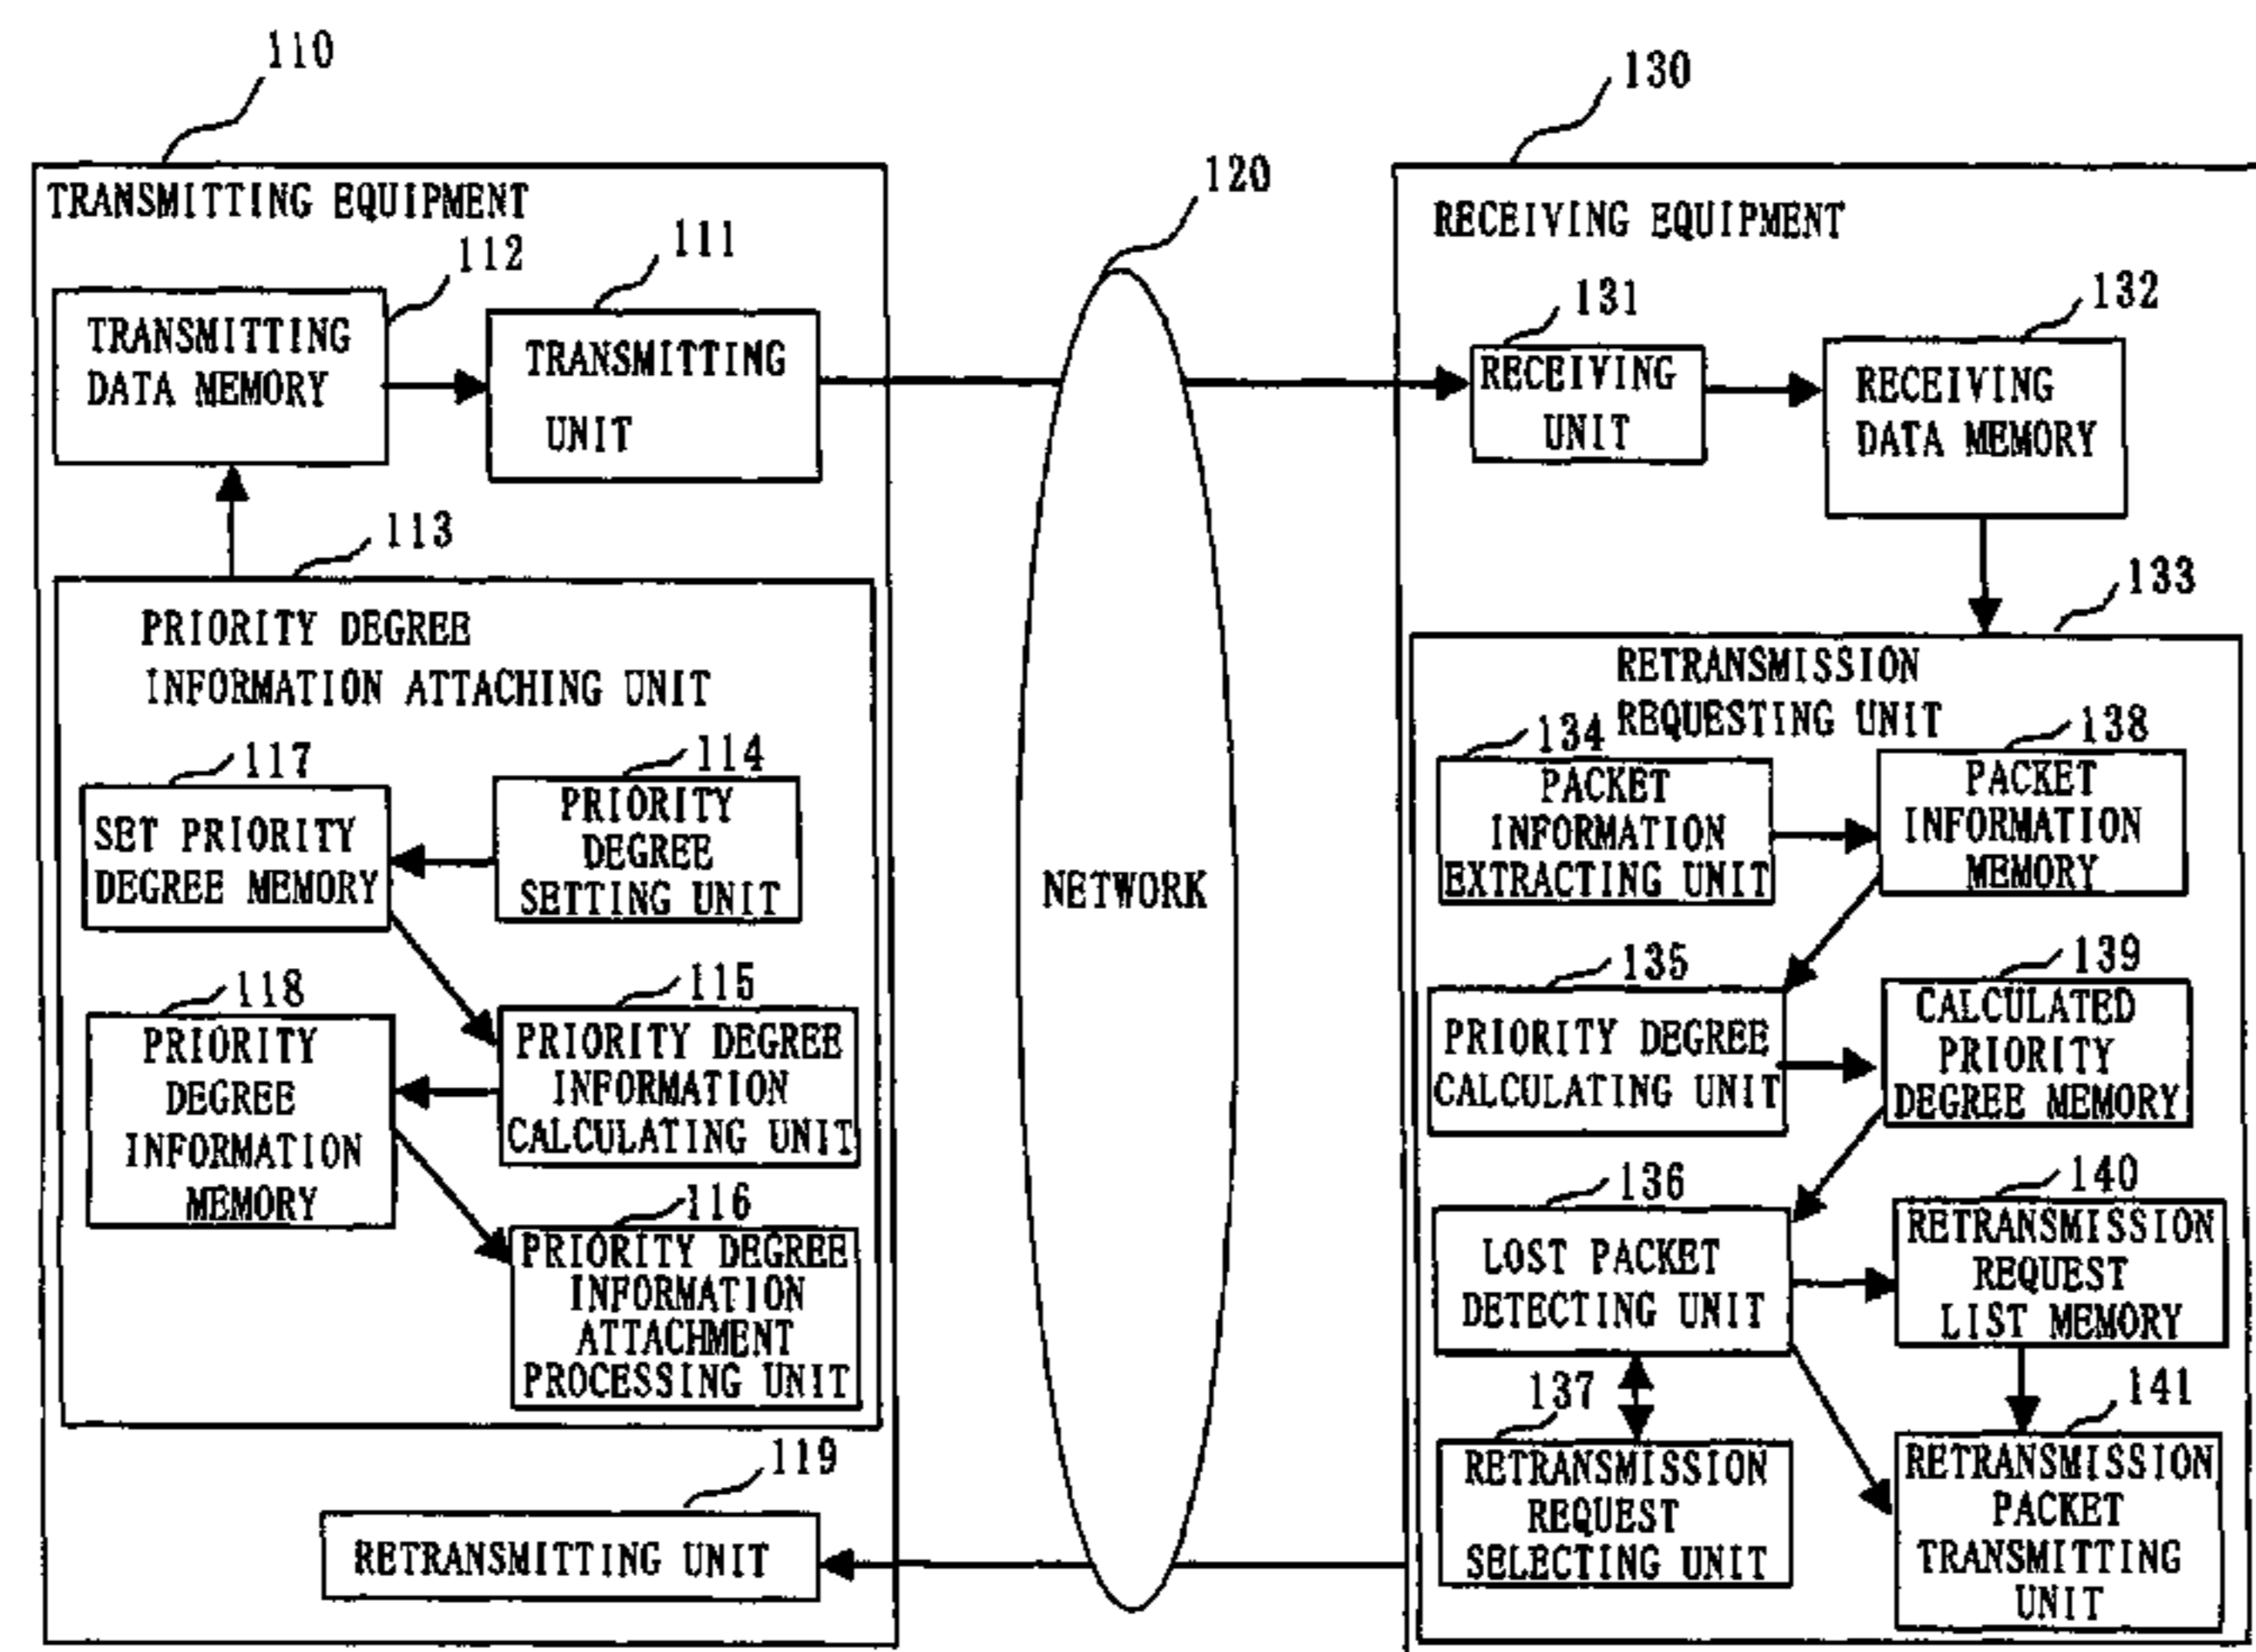 110
TRANSMITTING EQUIPMENT
112
TRANSMITTING
DATA MEMORY
111
TRANSMITTING
UNIT
113
PRIORITY DEGREE
INFORMATION ATTACHING UNIT
117
SET PRIORITY
DEGREE MEMORY
114
PRIORITY
DEGREE
SETTING UNIT
118
PRIORITY
DEGREE
INFORMATION
MEMORY
115
PRIORITY DEGREE
INFORMATION
CALCULATING UNIT
116
PRIORITY DEGREE
INFORMATION
ATTACHMENT
PROCESSING UNIT
119
RETRANSMITTING UNIT
120
NETWORK
130
RECEIVING EQUIPMENT
131
RECEIVING
UNIT
132
RECEIVING
DATA MEMORY
133
RETRANSMISSION
REQUESTING UNIT
134
PACKET
INFORMATION
EXTRACTING UNIT
138
PACKET
INFORMATION
MEMORY
135
PRIORITY DEGREE
CALCULATING UNIT
139
CALCULATED
PRIORITY
DEGREE MEMORY
136
LOST PACKET
DETECTING UNIT
140
RETRANSMISSION
REQUEST
LIST MEMORY
137
RETRANSMISSION
REQUEST
SELECTING UNIT
141
RETRANSMISSION
PACKET
TRANSMITTING
UNIT